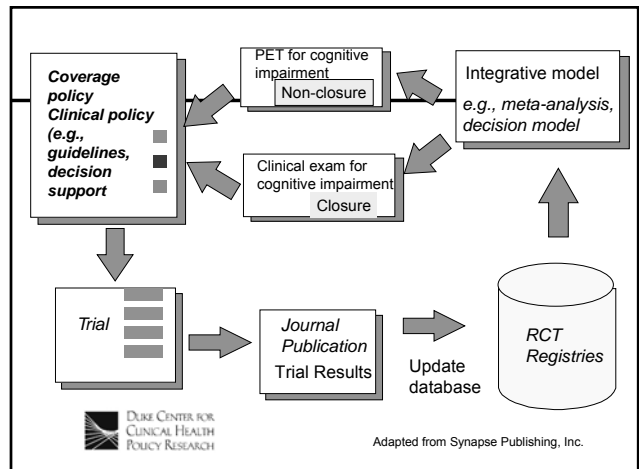 Coverage
policy
Clinical policy
(e.g.,
guidelines,
decision
support
PET for cognitive
impairment
Non-closure
Integrative model
e.g., meta-analysis,
decision model
Clinical exam for
cognitive impairment
Closure
Trial
Journal
Publication
Trial Results
Update
database
RCT
Registries
DUKE CENTER FOR
CLINICAL HEALTH
POLICY RESEARCH
Adapted from Synapse Publishing, Inc.